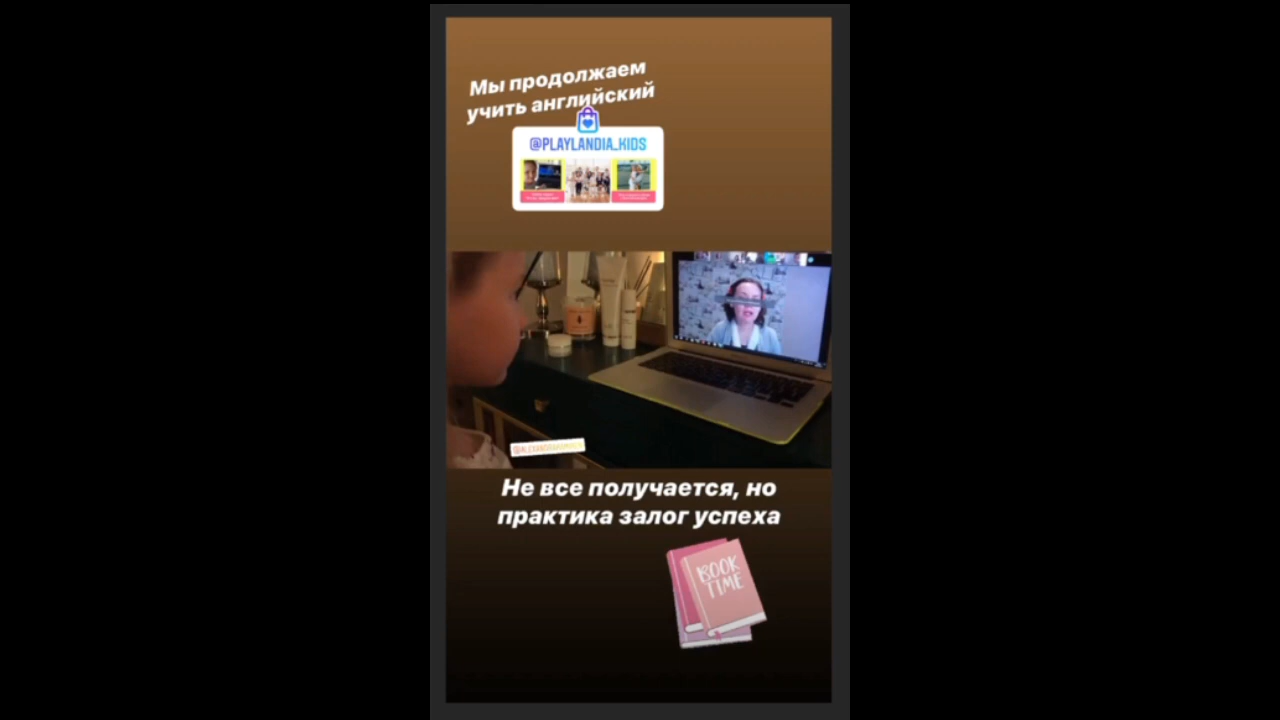 Мы продолжаем
учить английский
@PLAYLANDIA_KIDS
Не все получается, но
практика залог успеха
BOOK
TIME